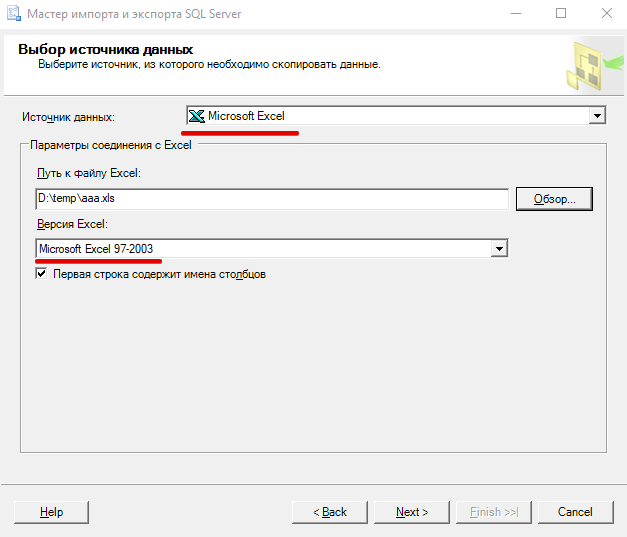 Мастер импорта и экспорта SQL Server
Выбор источника данных
Выберите источник, из которого необходимо скопировать данные.
Источник данных: Microsoft Excel
Параметры соединения с Excel
Путь к файлу Excel:
D:\temp\aaa.xls Обзор...
Версия Excel:
Microsoft Excel 97-2003
Первая строка содержит имена столбцов
Help < Back Next > Finish >>| Cancel